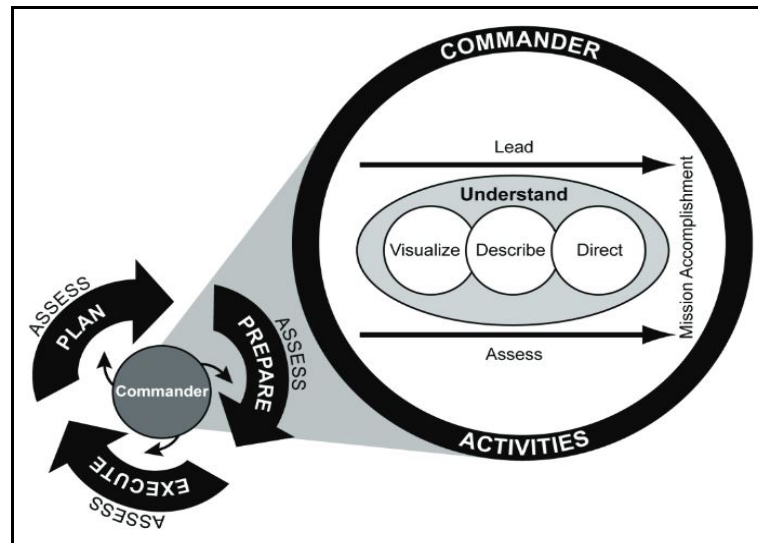 COMMANDER
Lead
Understand
Visualize Describe Direct
Assess
Mission Accomplishment
ACTIVITIES
ASSESS
PLAN
PREPARE
ASSESS
Commander
EXECUTE
ASSESS